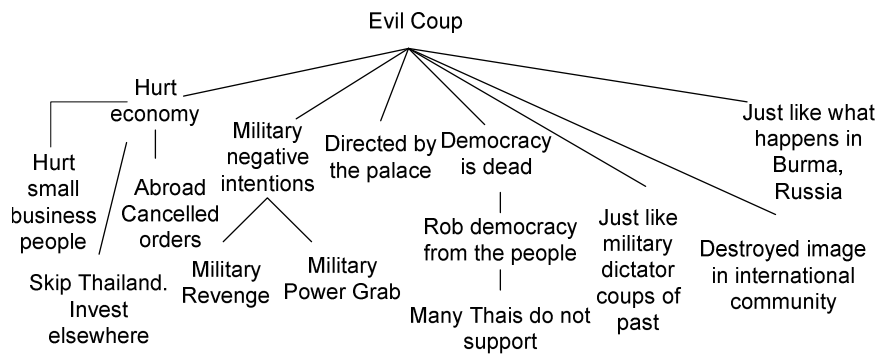 Evil Coup
Hurt
economy
Hurt
small
business
people
Skip Thailand.
Invest
elsewhere
Abroad
Cancelled
orders
Military
negative
intentions
Military
Revenge
Military
Power Grab
Directed by
the palace
Democracy
is dead
Rob democracy
from the people
Many Thais do not
support
Just like
military
dictator
coups of
past
Destroyed image
in international
community
Just like what
happens in
Burma,
Russia